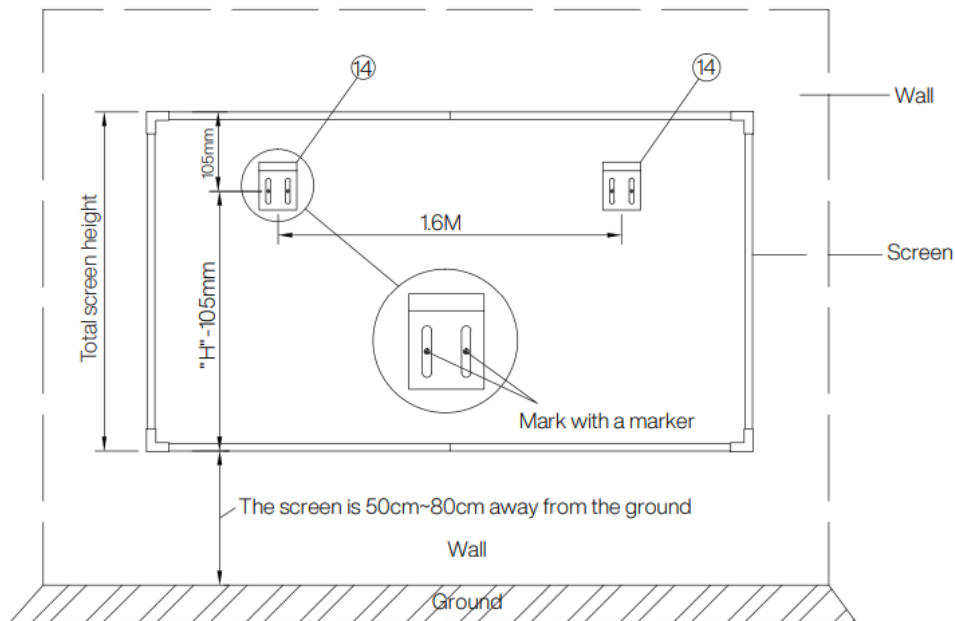 14
14
Wall
105mm
Total screen height
1.6M
Screen
"H"-105mm
Mark with a marker
The screen is 50cm~80cm away from the ground
Wall
Ground